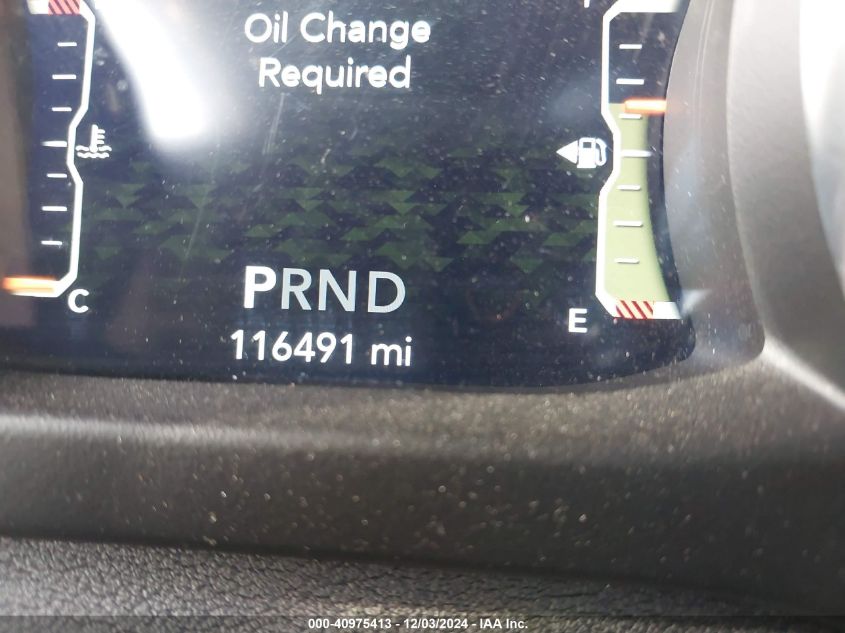 Oil Change
Required
C
E
PRND
116491 mi
000-40975413 - 12/03/2024 - IAA Inc.